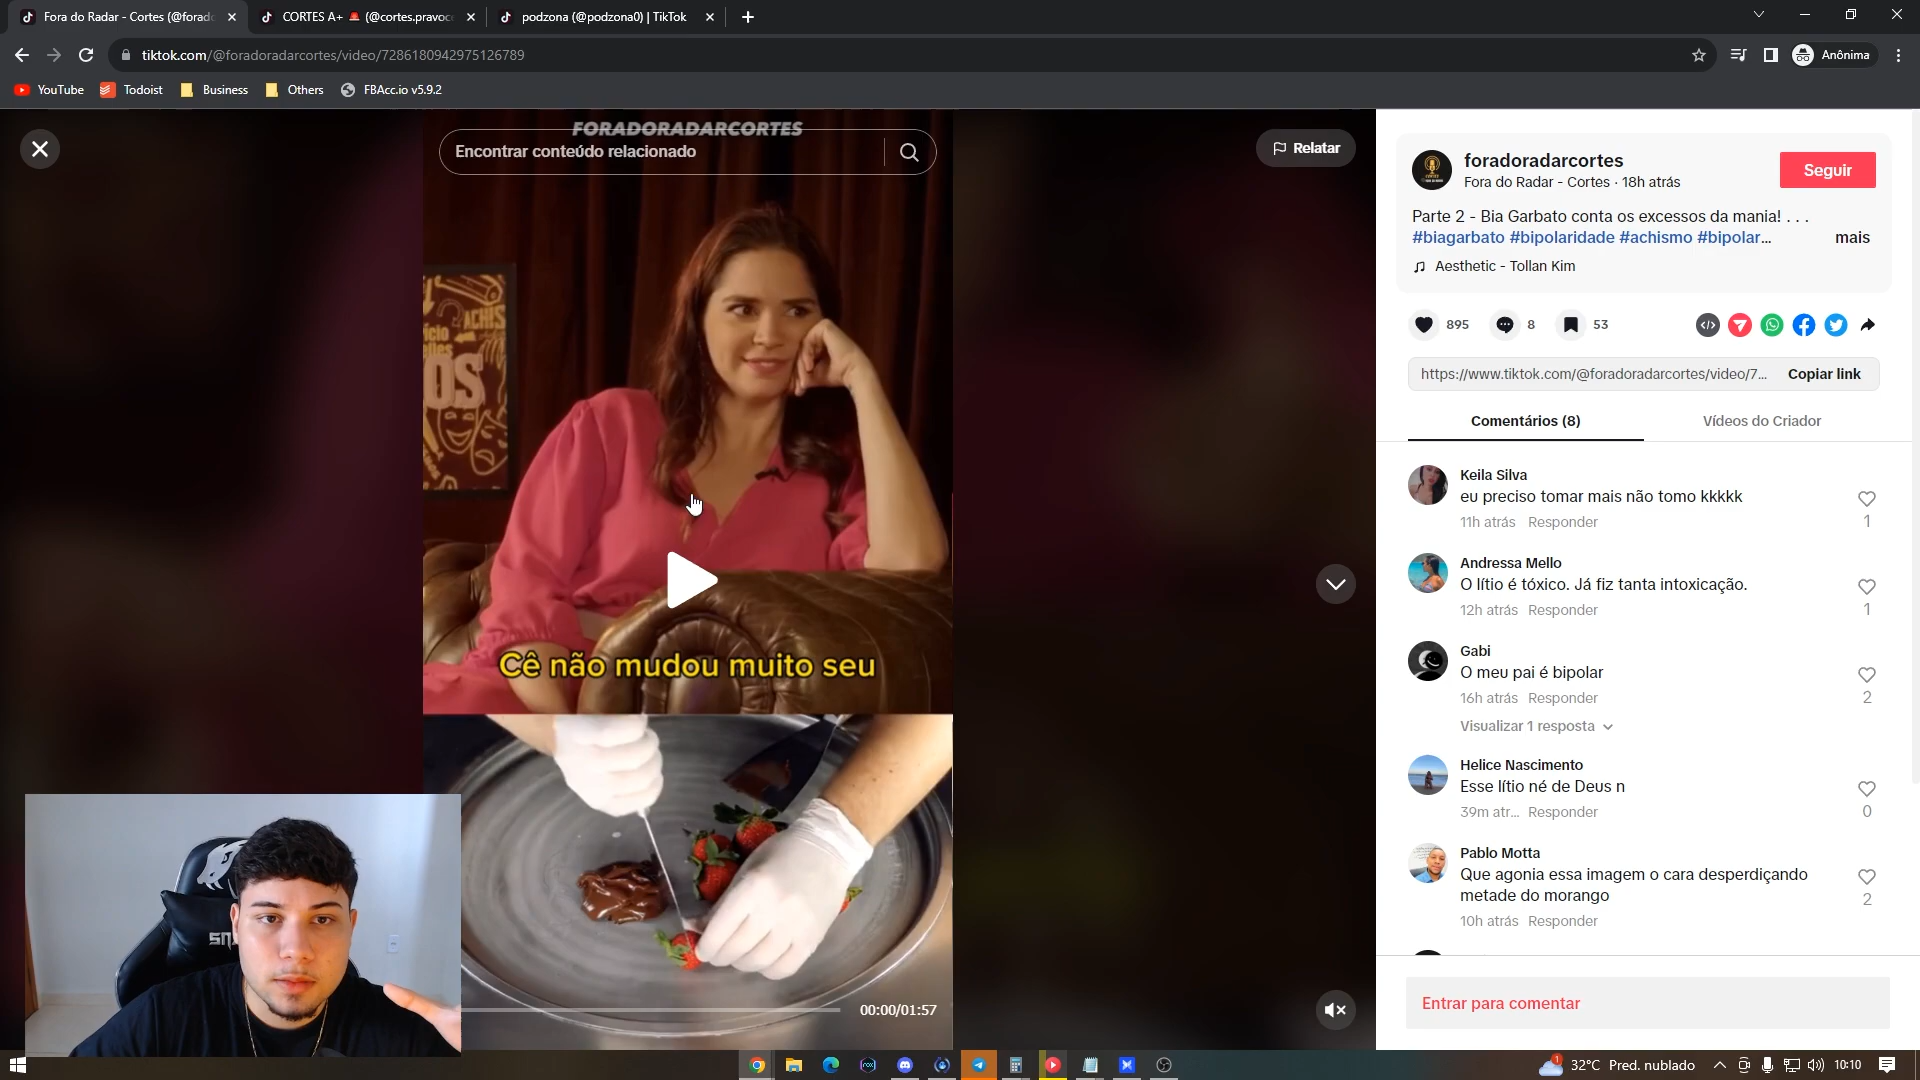 Fora do Radar - Cortes (@forad
CORTES A+ 🚨 (@cortes.pravoc
podzona (@podzona0) | TikTok
tiktok.com/@foradoradarcortes/video/7286180942975126789
Anônima
YouTube
Todoist
Business
Others
FBAcc.io v5.9.2
FORADORADARCORTES
Encontrar conteúdo relacionado
Relatar
ACHIS
OS
Cê não mudou muito seu
00:00/01:57
foradoradarcortes
Fora do Radar - Cortes · 18h atrás
Seguir
Parte 2 - Bia Garbato conta os excessos da mania! . . .
#biagarbato #bipolaridade #achismo #bipolar...
mais
Aesthetic - Tollan Kim
895
8
53
https://www.tiktok.com/@foradoradarcortes/video/7...
Copiar link
Comentários (8)
Vídeos do Criador
Keila Silva
eu preciso tomar mais não tomo kkkkk
11h atrás Responder
1
Andressa Mello
O lítio é tóxico. Já fiz tanta intoxicação.
12h atrás Responder
1
Gabi
O meu pai é bipolar
16h atrás Responder
2
Visualizar 1 resposta
Helice Nascimento
Esse lítio né de Deus n
39m atr... Responder
0
Pablo Motta
Que agonia essa imagem o cara desperdiçando
metade do morango
10h atrás Responder
2
Entrar para comentar
1
32°C Pred. nublado
10:10